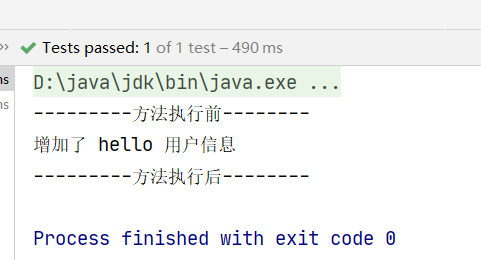 Tests passed: 1 of 1 test – 490 ms
ms
ms
D:\java\jdk\bin\java.exe ...
---------方法执行前--------
增加了 hello 用户信息
---------方法执行后--------
Process finished with exit code 0